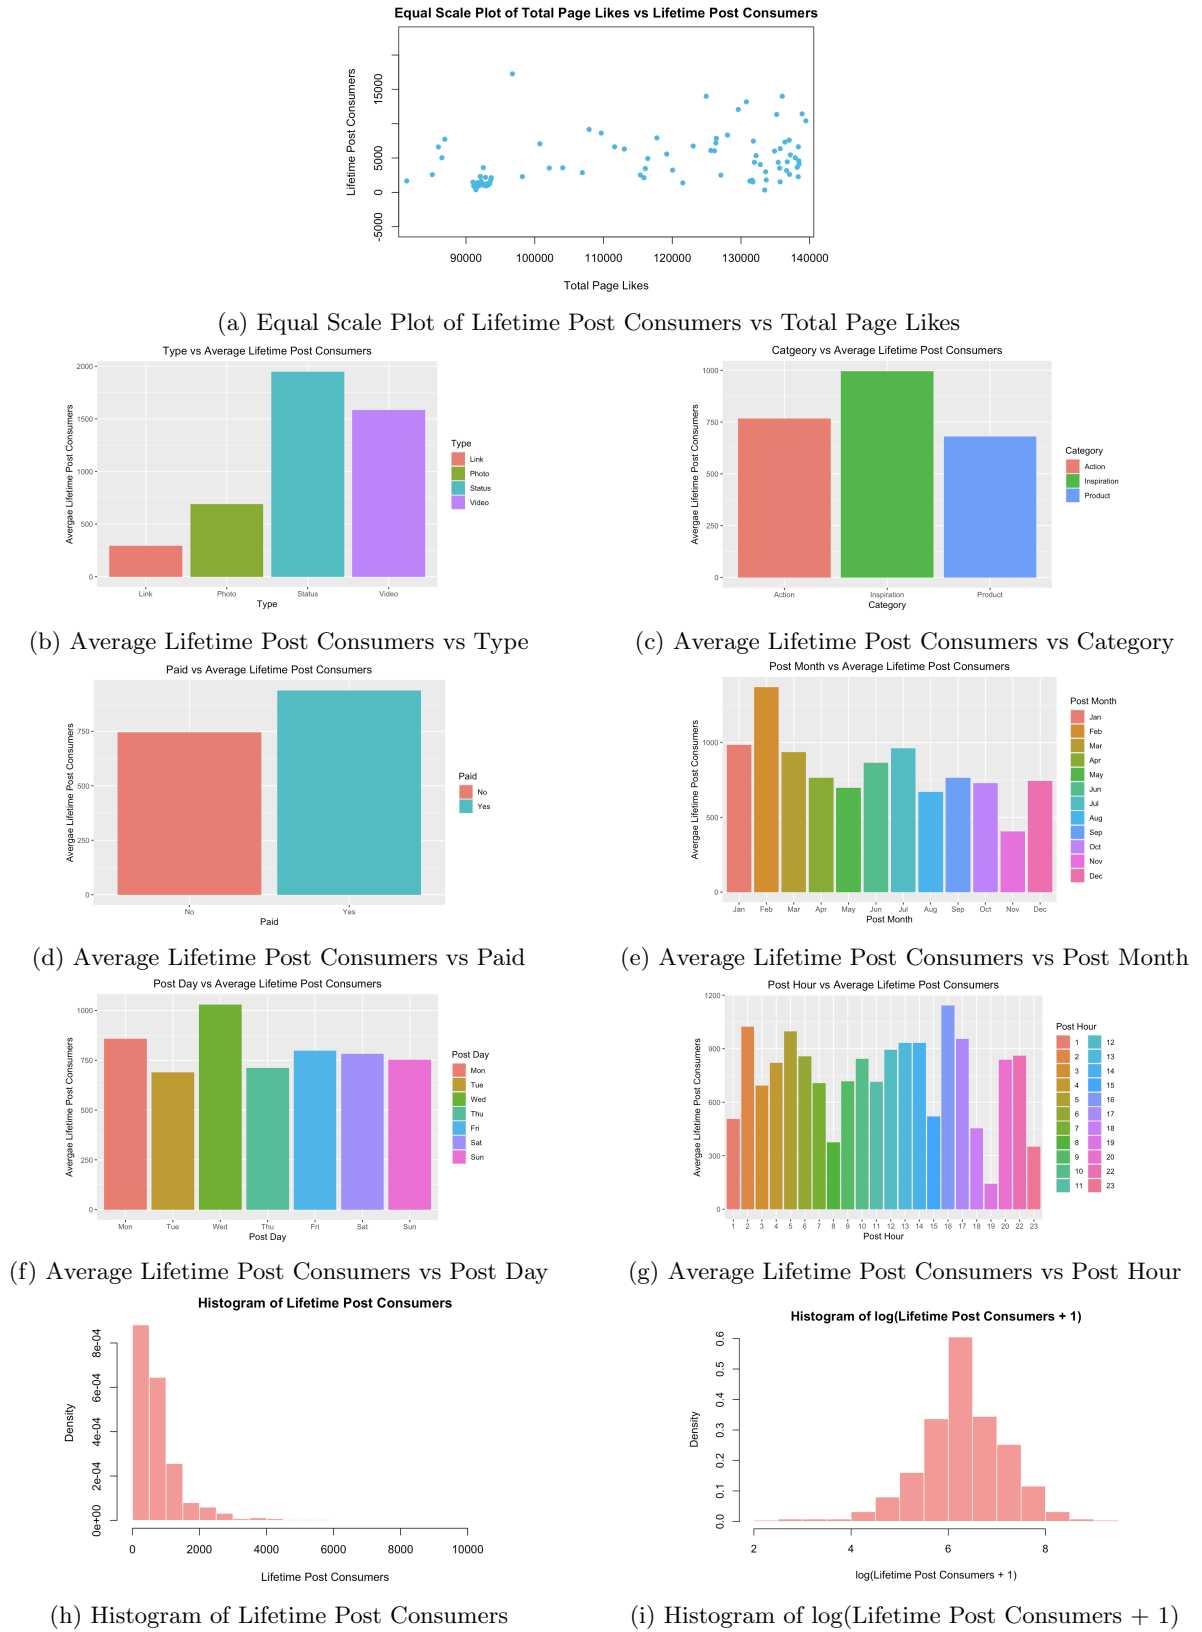 Equal Scale Plot of Total Page Likes vs Lifetime Post Consumers
Lifetime Post Consumers
15000
5000
0
-5000
90000 100000 110000 120000 130000 140000
Total Page Likes
(a) Equal Scale Plot of Lifetime Post Consumers vs Total Page Likes
Type vs Average Lifetime Post Consumers
Avergae Lifetime Post Consumers
2000
1500
1000
500
0
Link Photo Status Video
Type
Type
Link
Photo
Status
Video
(b) Average Lifetime Post Consumers vs Type
Catgeory vs Average Lifetime Post Consumers
Avergae Lifetime Post Consumers
1000
750
500
250
0
Action Inspiration Product
Category
Category
Action
Inspiration
Product
(c) Average Lifetime Post Consumers vs Category
Paid vs Average Lifetime Post Consumers
Avergae Lifetime Post Consumers
750
500
250
0
No Yes
Paid
Paid
No
Yes
(d) Average Lifetime Post Consumers vs Paid
Post Month vs Average Lifetime Post Consumers
Avergae Lifetime Post Consumers
1000
500
0
Jan Feb Mar Apr May Jun Jul Aug Sep Oct Nov Dec
Post Month
Post Month
Jan
Feb
Mar
Apr
May
Jun
Jul
Aug
Sep
Oct
Nov
Dec
(e) Average Lifetime Post Consumers vs Post Month
Post Day vs Average Lifetime Post Consumers
Avergae Lifetime Post Consumers
1000
750
500
250
0
Mon Tue Wed Thu Fri Sat Sun
Post Day
Post Day
Mon
Tue
Wed
Thu
Fri
Sat
Sun
(f) Average Lifetime Post Consumers vs Post Day
Post Hour vs Average Lifetime Post Consumers
Avergae Lifetime Post Consumers
1200
900
600
300
0
1 2 3 4 5 6 7 8 9 10 11 12 13 14 15 16 17 18 19 20 22 23
Post Hour
Post Hour
1 12
2 13
3 14
4 15
5 16
6 17
7 18
8 19
9 20
10 22
11 23
(g) Average Lifetime Post Consumers vs Post Hour
Histogram of Lifetime Post Consumers
Density
8e-04
6e-04
4e-04
2e-04
0e+00
0 2000 4000 6000 8000 10000
Lifetime Post Consumers
(h) Histogram of Lifetime Post Consumers
Histogram of log(Lifetime Post Consumers + 1)
Density
0.6
0.5
0.4
0.3
0.2
0.1
0.0
2 4 6 8
log(Lifetime Post Consumers + 1)
(i) Histogram of log(Lifetime Post Consumers + 1)